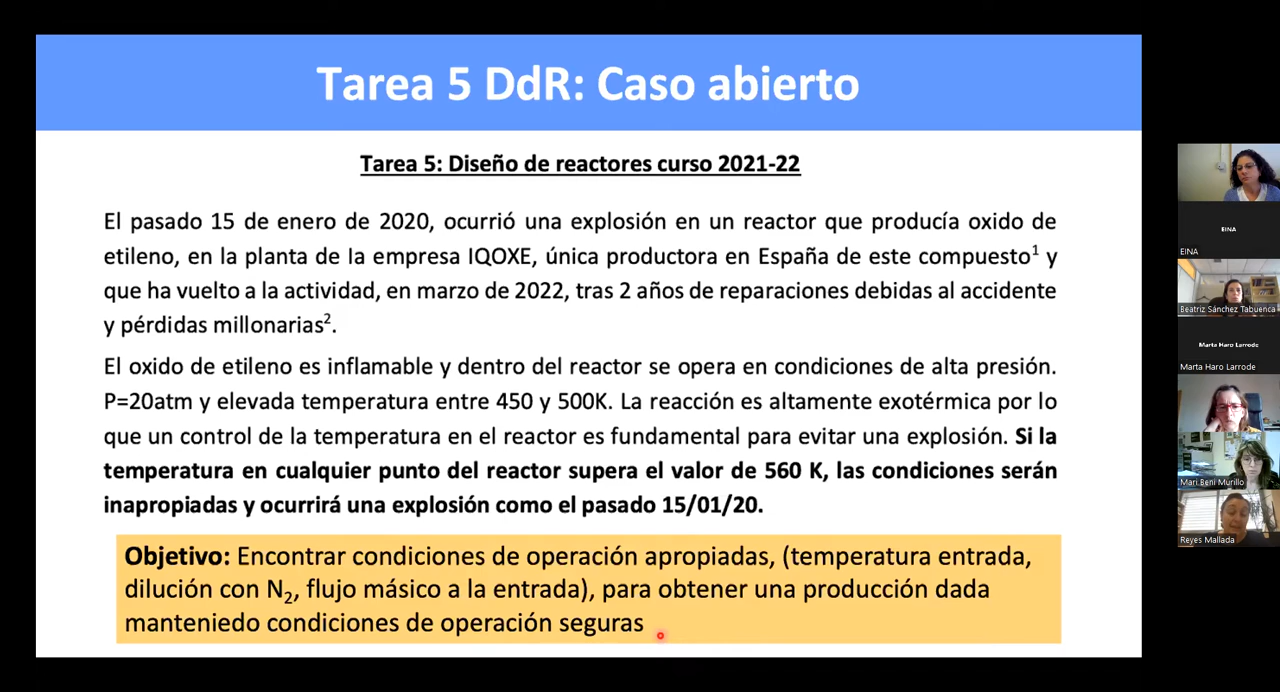 Tarea 5 DdR: Caso abierto
Tarea 5: Diseño de reactores curso 2021-22
El pasado 15 de enero de 2020, ocurrió una explosión en un reactor que producía oxido de
etileno, en la planta de la empresa IQOXE, única productora en España de este compuesto¹ y
que ha vuelto a la actividad, en marzo de 2022, tras 2 años de reparaciones debidas al accidente
y pérdidas millonarias².
El oxido de etileno es inflamable y dentro del reactor se opera en condiciones de alta presión.
P=20atm y elevada temperatura entre 450 y 500K. La reacción es altamente exotérmica por lo
que un control de la temperatura en el reactor es fundamental para evitar una explosión. Si la
temperatura en cualquier punto del reactor supera el valor de 560 K, las condiciones serán
inapropiadas y ocurrirá una explosión como el pasado 15/01/20.
Objetivo: Encontrar condiciones de operación apropiadas, (temperatura entrada,
dilución con N₂, flujo másico a la entrada), para obtener una producción dada
manteniedo condiciones de operación seguras
EINA
EINA
Beatriz Sánchez Tabuenca
Marta Haro Larrode
Marta Haro Larrode
Mari.Beni Murillo
Reyes Mallada